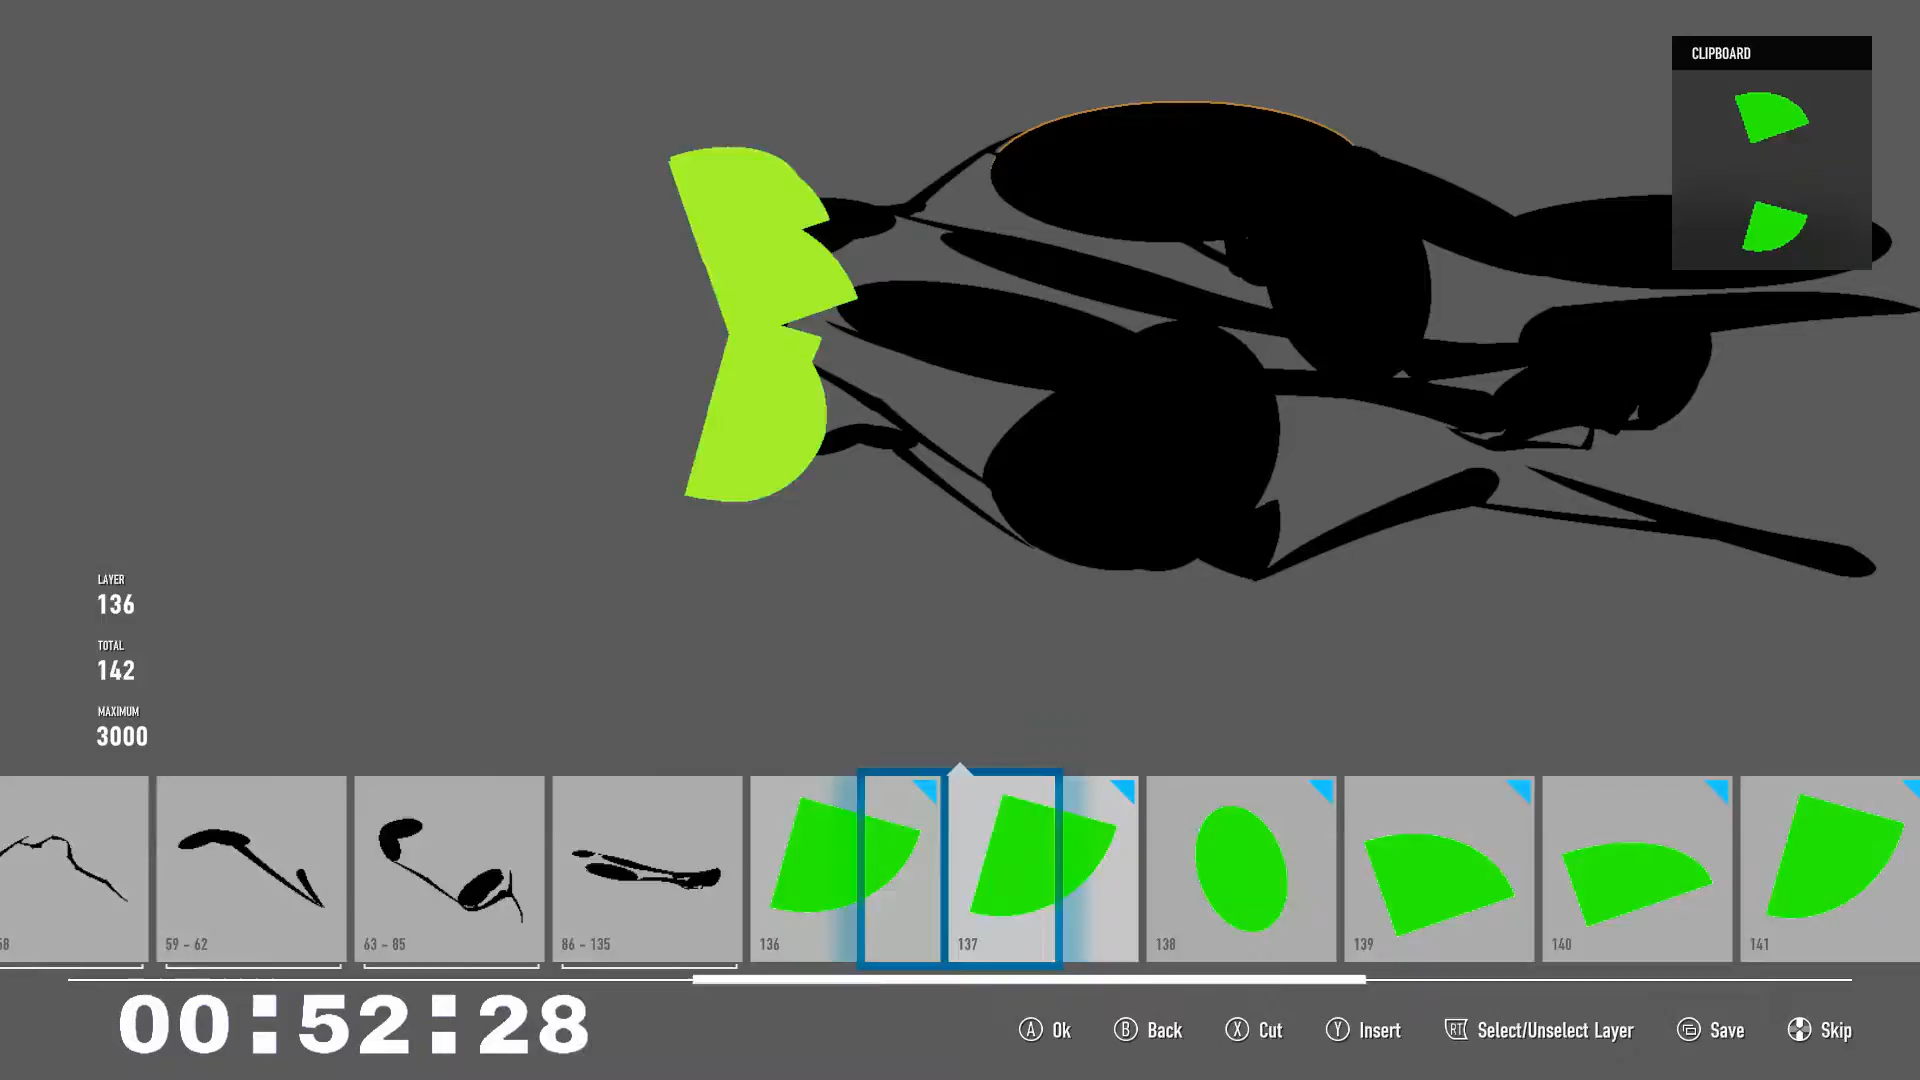 CLIPBOARD
LAYER
136
TOTAL
142
MAXIMUM
3000
58
59 - 62
63 - 85
86 - 135
136
137
138
139
140
141
00:52:28
A Ok
B Back
X Cut
Y Insert
RT Select/Unselect Layer
Save
Skip